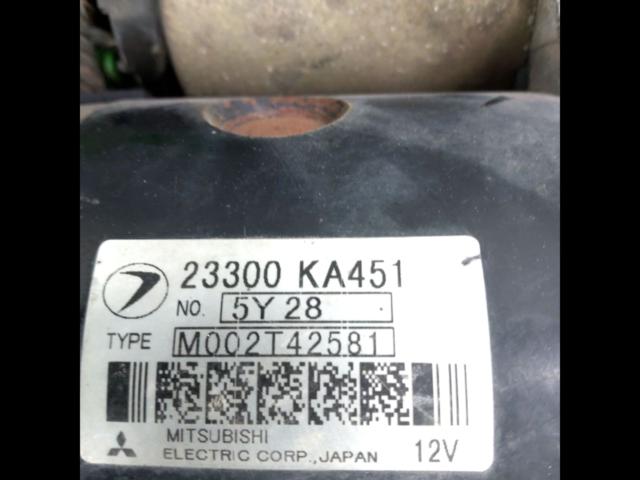 23300 KA451
NO. 5Y 28
TYPE M002T42581
MITSUBISHI
ELECTRIC CORP., JAPAN 12V